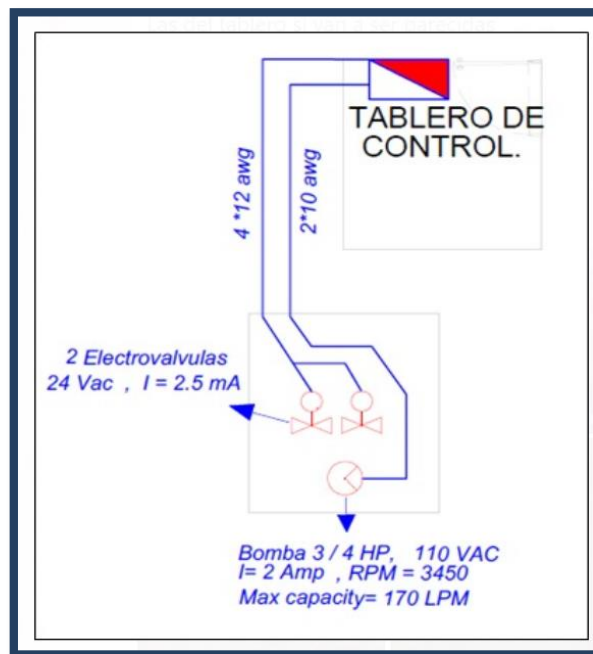 TABLERO DE
CONTROL.
4 *12 awg
2*10 awg
2 Electrovalvulas
24 Vac , I = 2.5 mA
Bomba 3 / 4 HP, 110 VAC
I= 2 Amp , RPM = 3450
Max capacity= 170 LPM